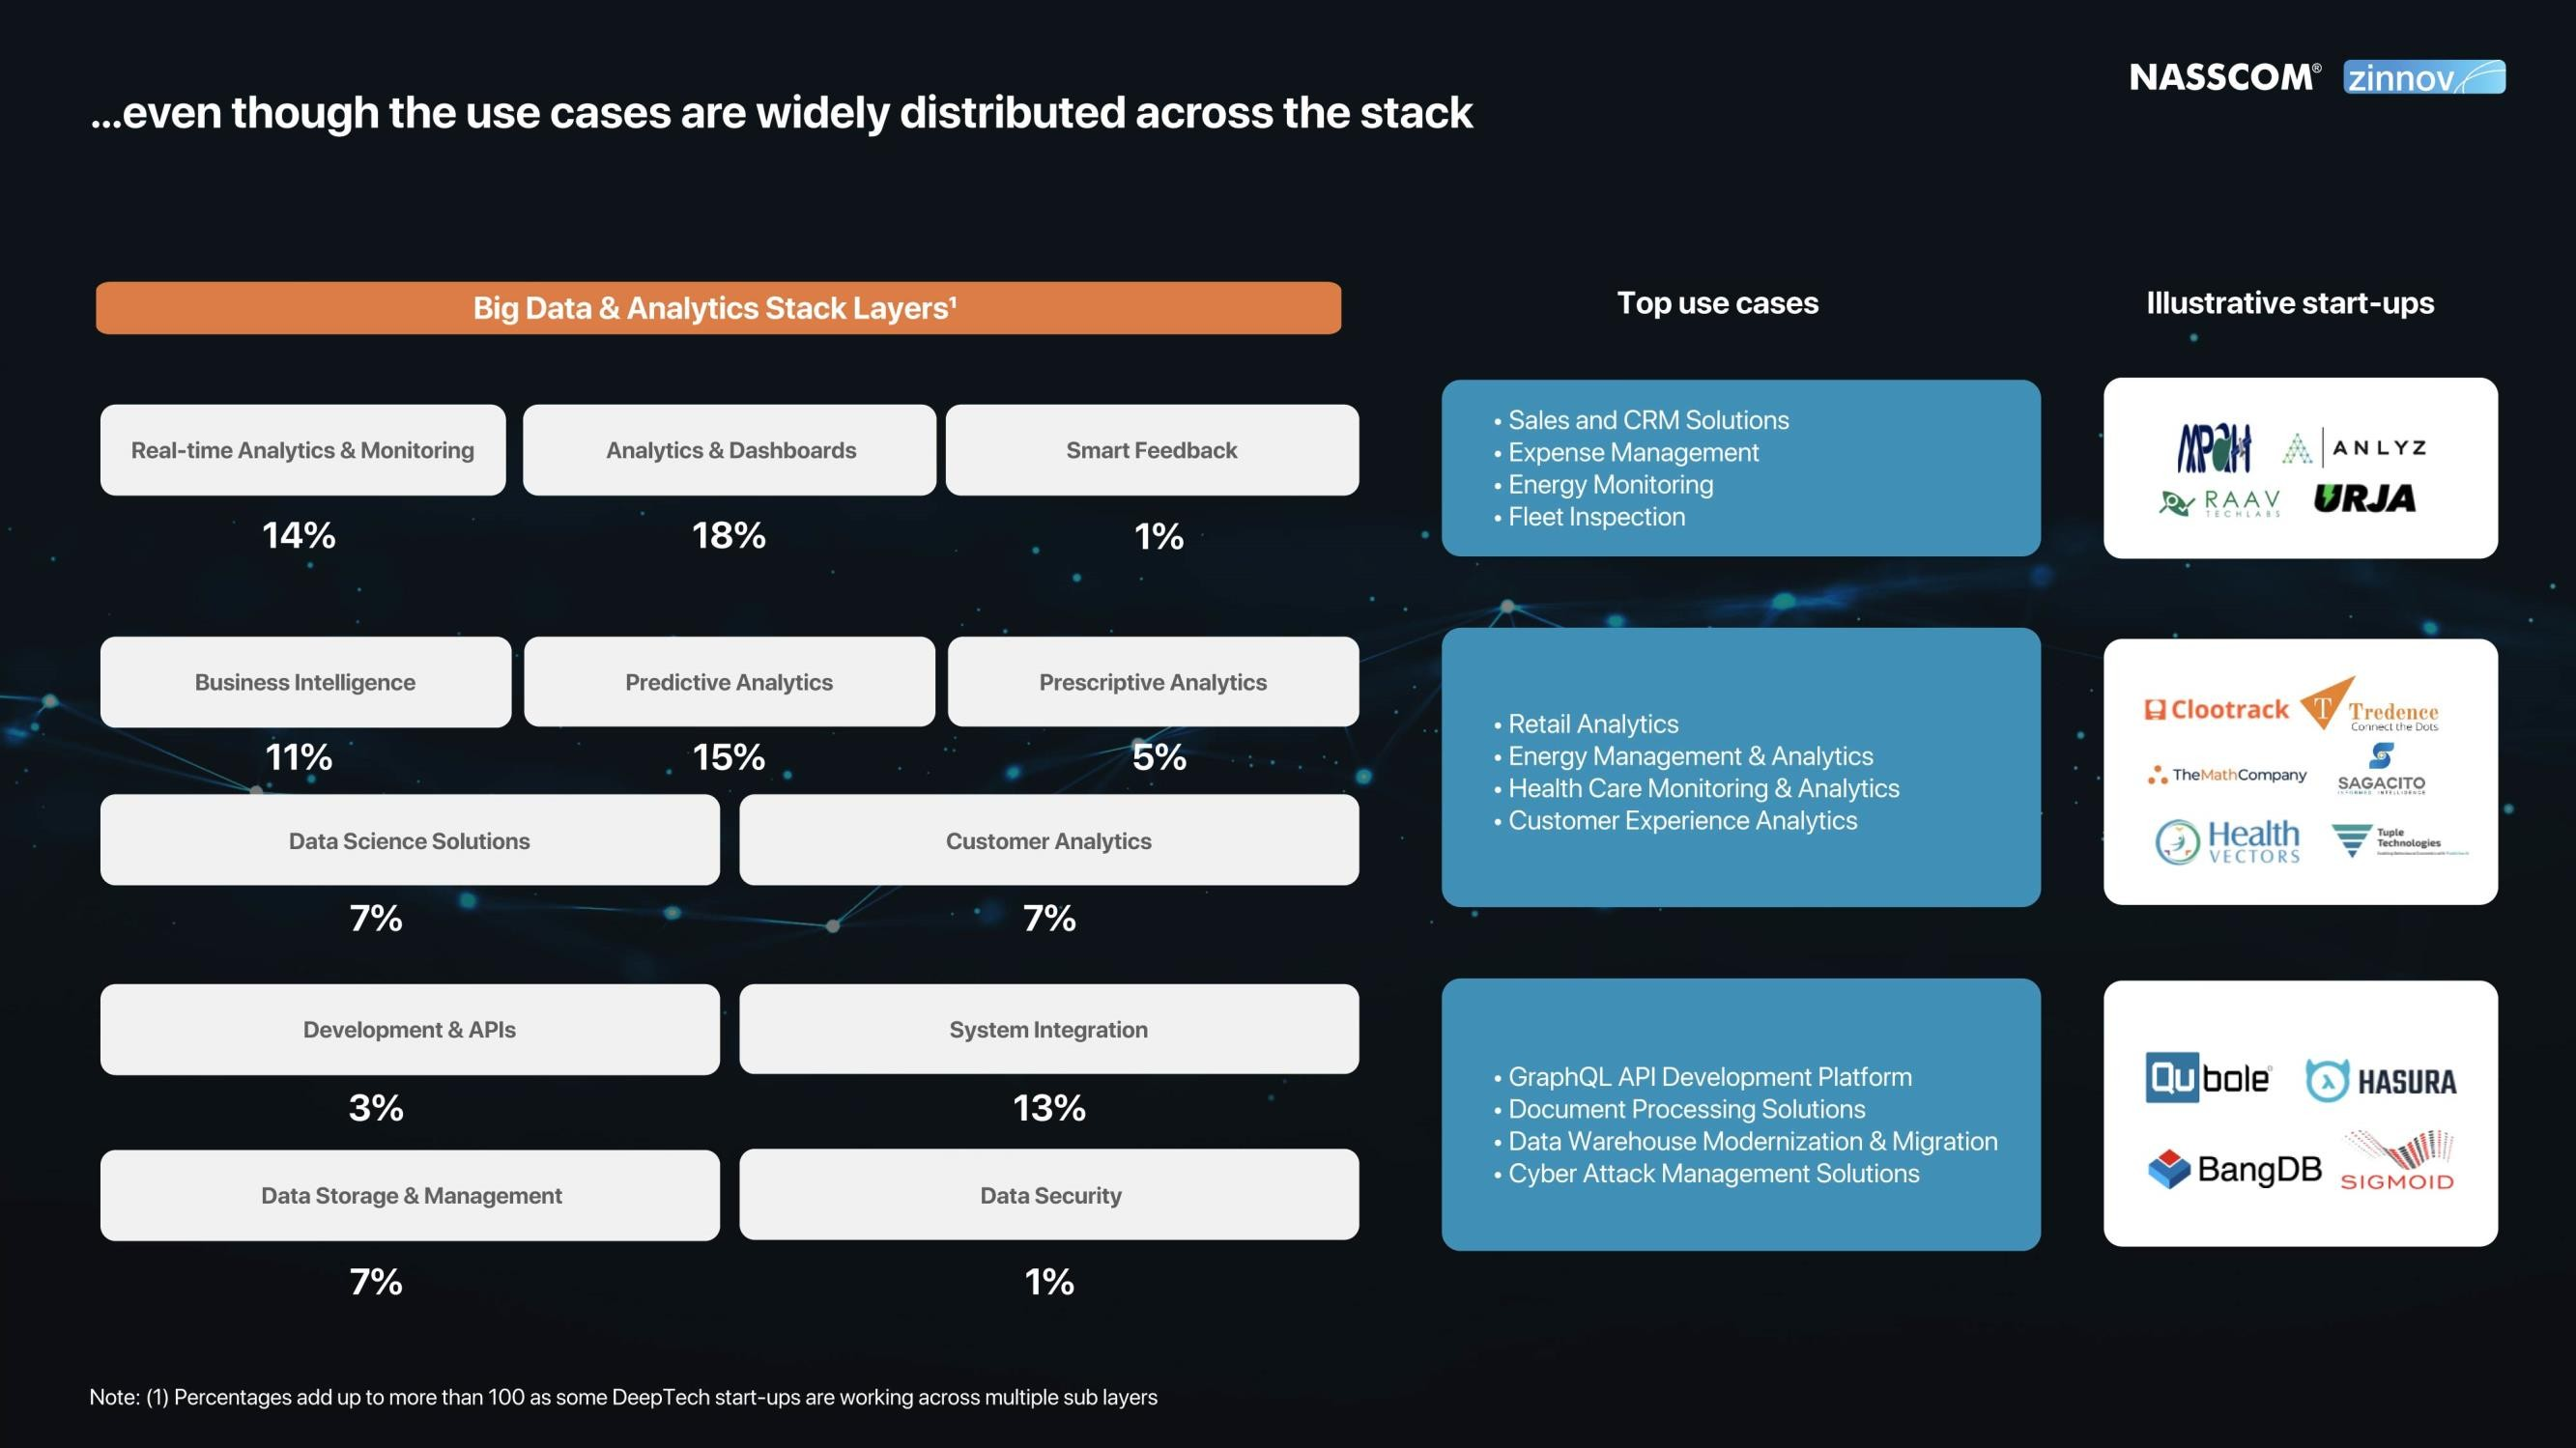 NASSCOM® zinnov
...even though the use cases are widely distributed across the stack
Big Data & Analytics Stack Layers¹
Top use cases
Illustrative start-ups
Real-time Analytics & Monitoring
Analytics & Dashboards
Smart Feedback
14%
18%
1%
• Sales and CRM Solutions
• Expense Management
• Energy Monitoring
• Fleet Inspection
ANLYZ
RAAV
TECHLABS
URJA
Business Intelligence
Predictive Analytics
Prescriptive Analytics
11%
15%
5%
Data Science Solutions
Customer Analytics
7%
7%
• Retail Analytics
• Energy Management & Analytics
• Health Care Monitoring & Analytics
• Customer Experience Analytics
Clootrack
T Tredence
Connect the Dots
TheMathCompany
SAGACITO
Health
VECTORS
Tuple
Technologies
Development & APIs
System Integration
3%
13%
Data Storage & Management
Data Security
7%
1%
• GraphQL API Development Platform
• Document Processing Solutions
• Data Warehouse Modernization & Migration
• Cyber Attack Management Solutions
Qubole
HASURA
BangDB
SIGMOID
Note: (1) Percentages add up to more than 100 as some DeepTech start-ups are working across multiple sub layers